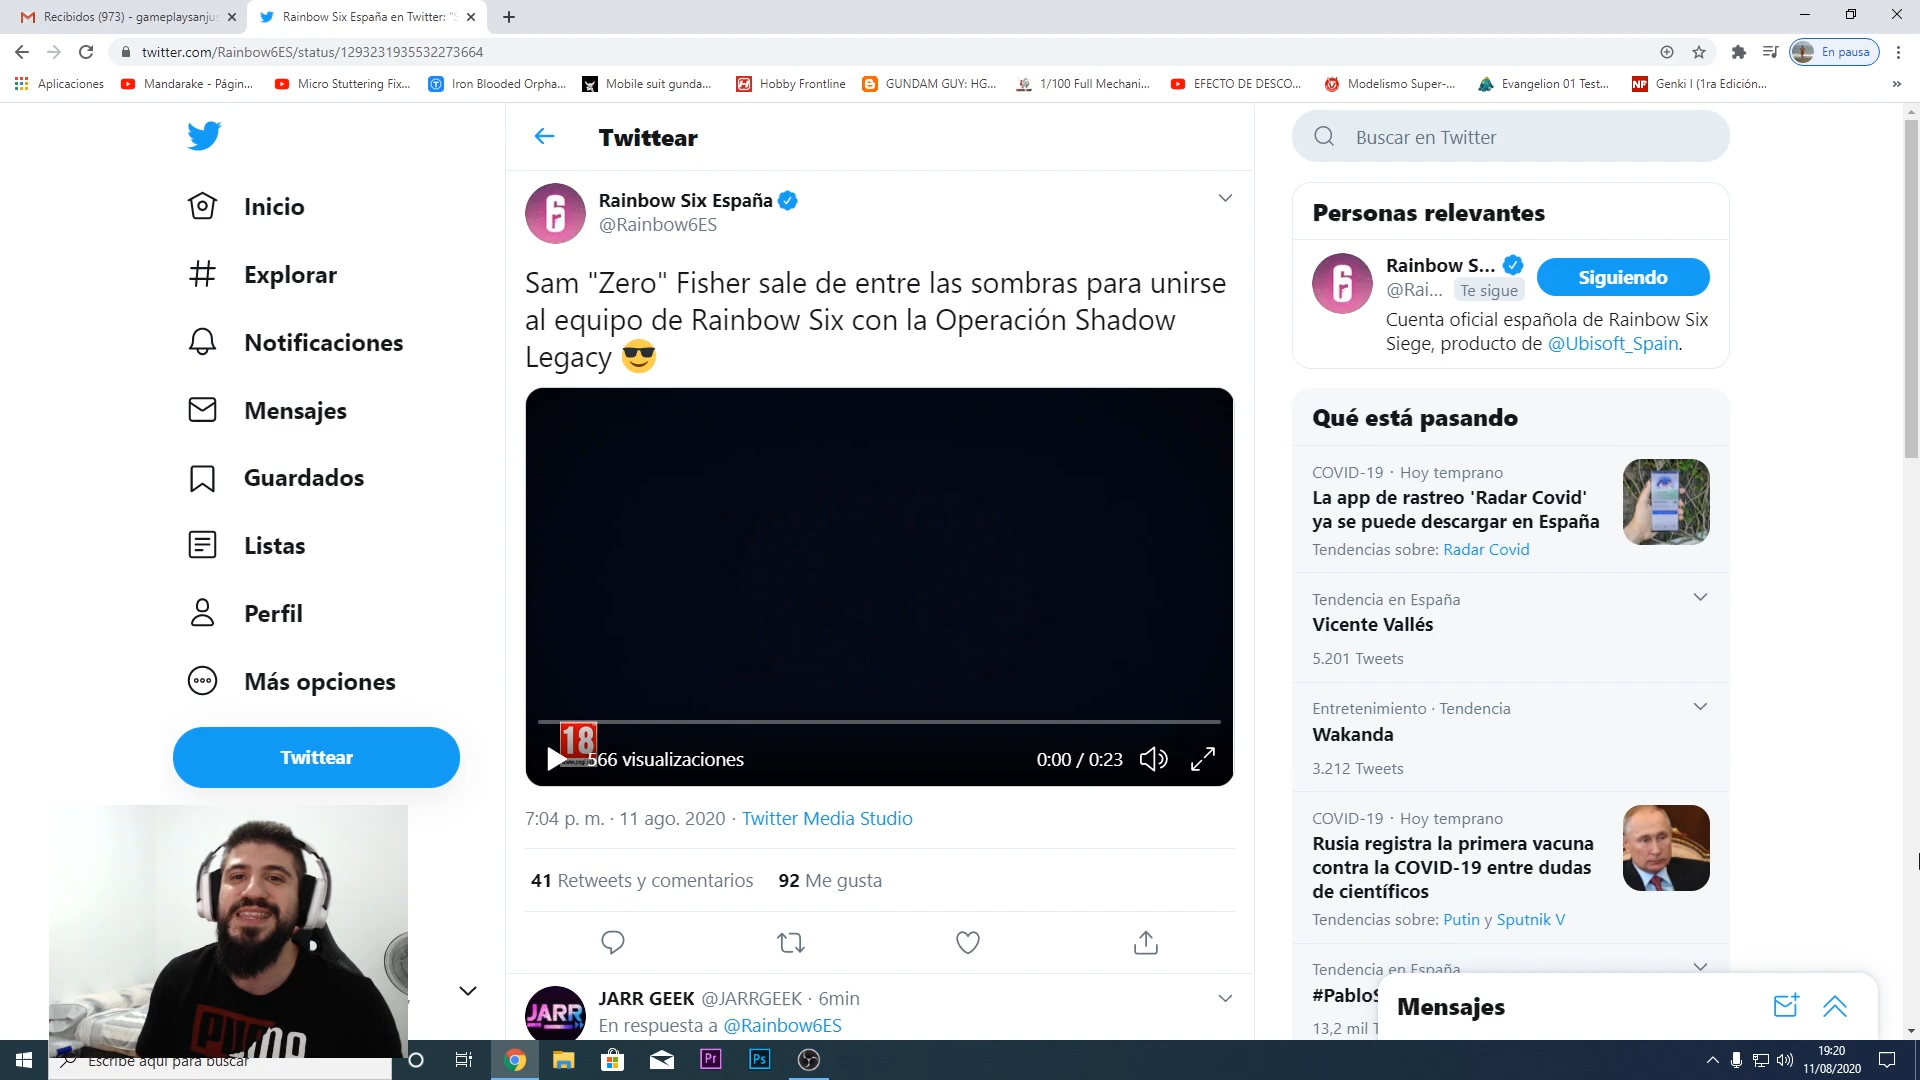 Recibidos (973) - gameplaysanju
Rainbow Six España en Twitter: "S
twitter.com/Rainbow6ES/status/1293231935532273664
En pausa
Aplicaciones
Mandarake - Págin...
Micro Stuttering Fix...
Iron Blooded Orpha...
Mobile suit gunda...
Hobby Frontline
GUNDAM GUY: HG...
1/100 Full Mechani...
EFECTO DE DESCO...
Modelismo Super-...
Evangelion 01 Test...
NP
Genki I (1ra Edición...
»
Inicio
Explorar
Notificaciones
Mensajes
Guardados
Listas
Perfil
Más opciones
Twittear
Twittear
Rainbow Six España
@Rainbow6ES
Sam "Zero" Fisher sale de entre las sombras para unirse
al equipo de Rainbow Six con la Operación Shadow
Legacy 😎
18
566 visualizaciones
0:00 / 0:23
7:04 p. m. · 11 ago. 2020 · Twitter Media Studio
41 Retweets y comentarios
92 Me gusta
JARR
JARR GEEK @JARRGEEK · 6min
En respuesta a @Rainbow6ES
Buscar en Twitter
Personas relevantes
Rainbow S...
@Rai... Te sigue
Siguiendo
Cuenta oficial española de Rainbow Six
Siege, producto de @Ubisoft_Spain.
Qué está pasando
COVID-19 · Hoy temprano
La app de rastreo 'Radar Covid'
ya se puede descargar en España
Tendencias sobre: Radar Covid
Tendencia en España
Vicente Vallés
5.201 Tweets
Entretenimiento · Tendencia
Wakanda
3.212 Tweets
COVID-19 · Hoy temprano
Rusia registra la primera vacuna
contra la COVID-19 entre dudas
de científicos
Tendencias sobre: Putin y Sputnik V
Tendencia en España
#PabloS
13,2 mil T
Mensajes
Escribe aquí para buscar
Pr
Ps
19:20
11/08/2020